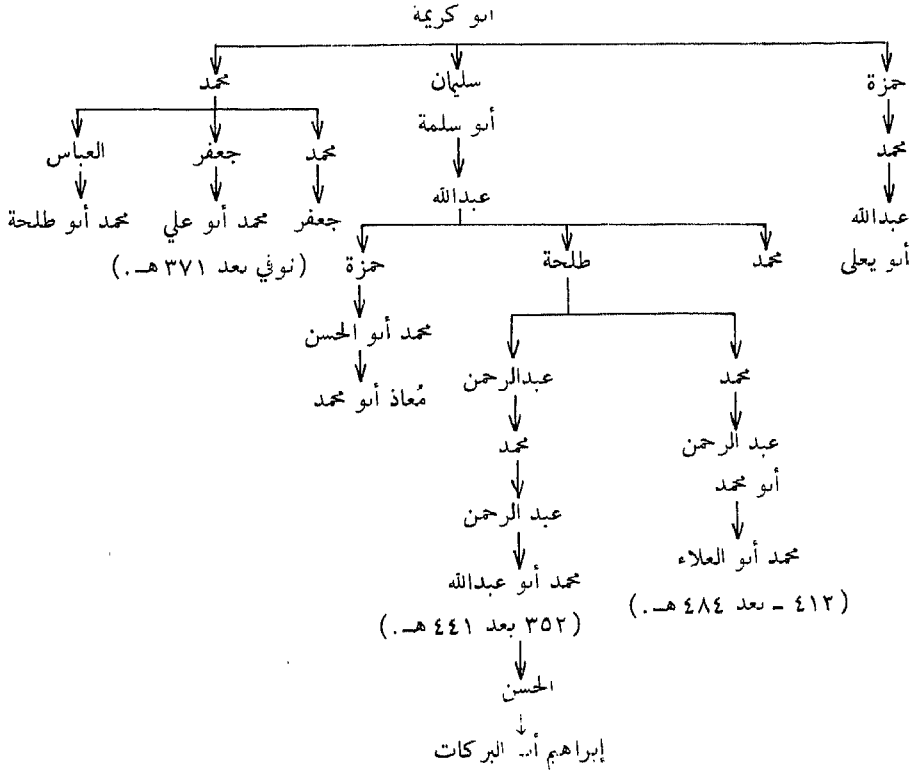 أبو كريمة
حمزة سليمان محمد
أبو سلمة
محمد محمد جعفر العباس
عبدالله عبدالله جعفر محمد أبو علي محمد أبو طلحة
أبو يعلى محمد طلحة حمزة (توفي بعد ٣٧١ هـ.)
محمد أبو الحسن
محمد عبدالرحمن مُعاذ أبو محمد
عبد الرحمن محمد
أبو محمد
عبد الرحمن
محمد أبو العلاء محمد أبو عبدالله
(٤١٢ - بعد ٤٨٤ هـ.) (٣٥٢ بعد ٤٤١ هـ.)
الحسن
إبراهيم أبو البركات